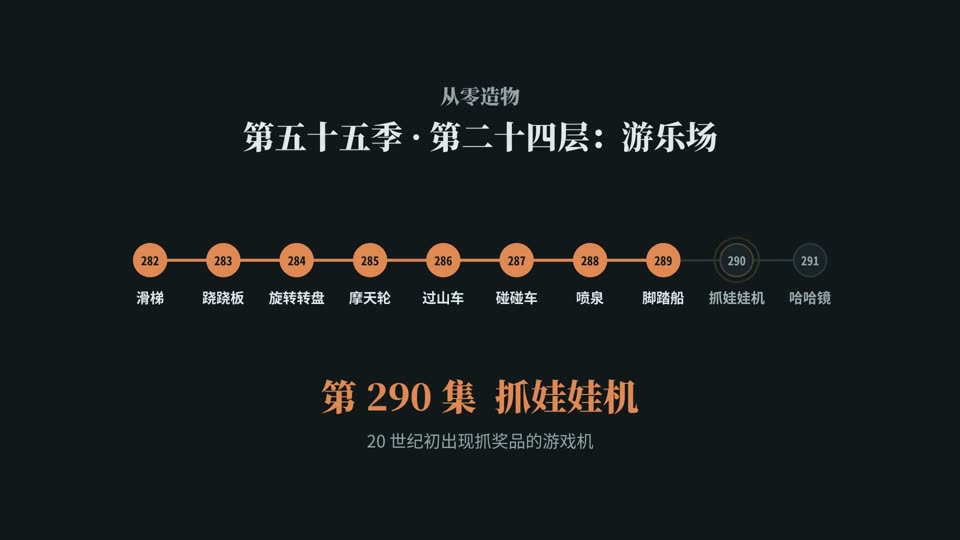 从零造物
第五十五季 · 第二十四层：游乐场
282 283 284 285 286 287 288 289 290 291
滑梯 跷跷板 旋转转盘 摩天轮 过山车 碰碰车 喷泉 脚踏船 抓娃娃机 哈哈镜
第 290 集 抓娃娃机
20 世纪初出现抓奖品的游戏机